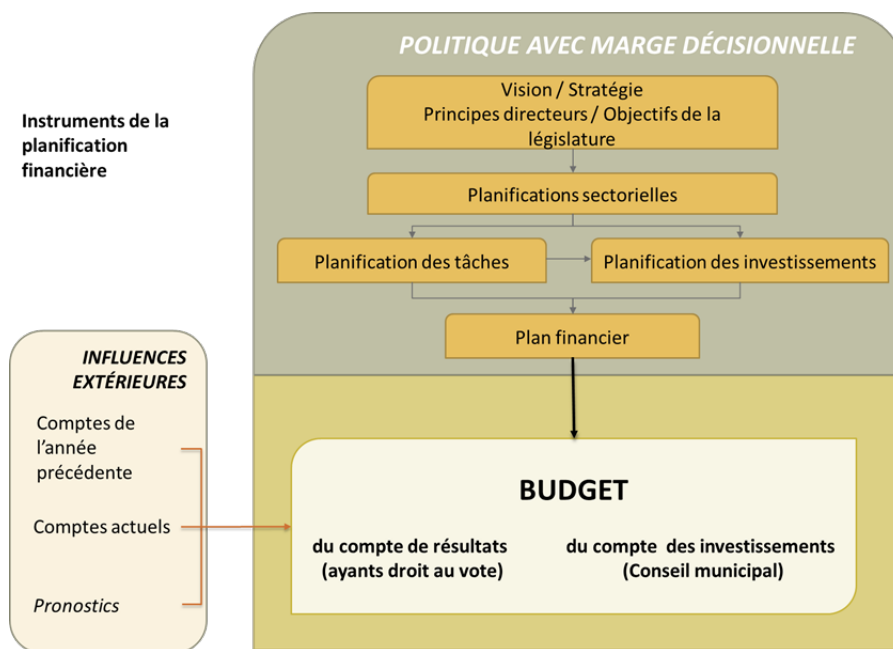 POLITIQUE AVEC MARGE DÉCISIONNELLE
Instruments de la
planification
financière
Vision / Stratégie
Principes directeurs / Objectifs de la
législature
Planifications sectorielles
Planification des tâches
Planification des investissements
Plan financier
INFLUENCES
EXTÉRIEURES
Comptes de
l’année
précédente
Comptes actuels
Pronostics
BUDGET
du compte de résultats
(ayants droit au vote)
du compte des investissements
(Conseil municipal)